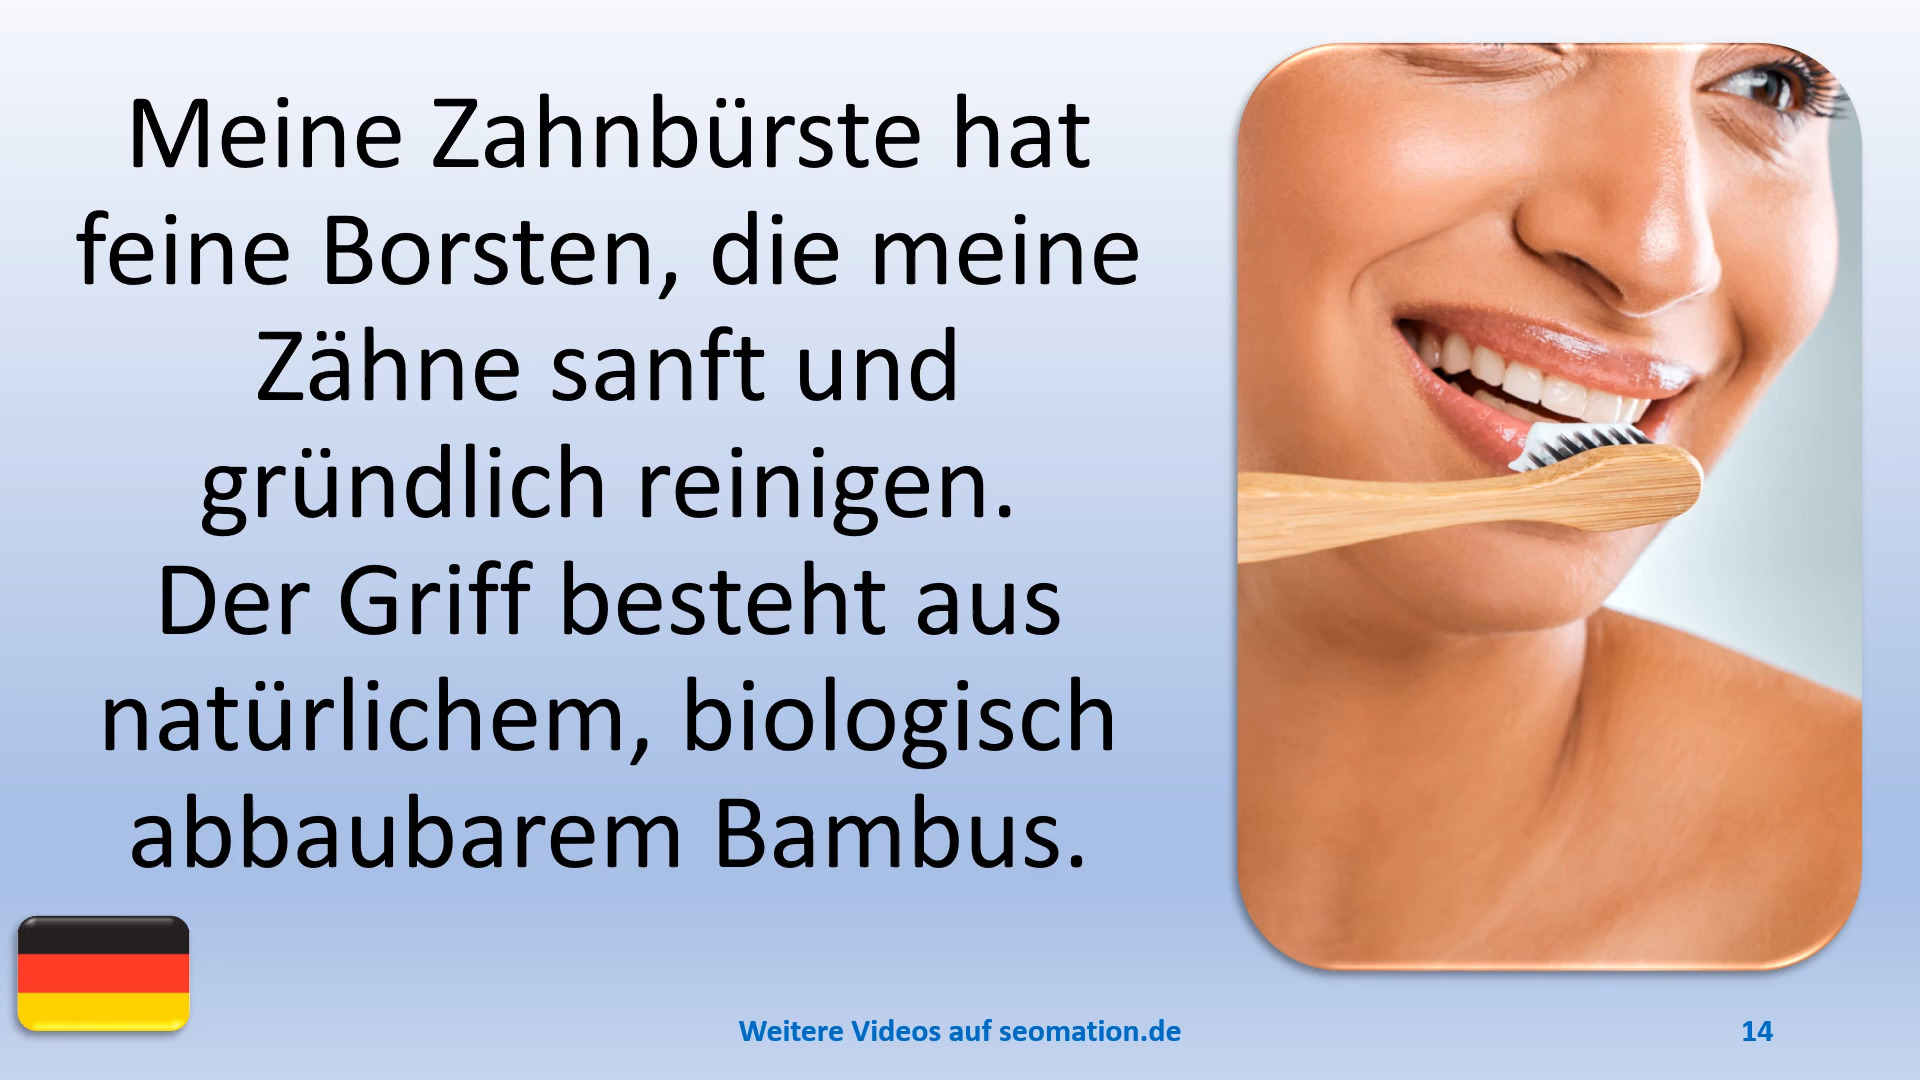 Meine Zahnbürste hat
feine Borsten, die meine
Zähne sanft und
gründlich reinigen.
Der Griff besteht aus
natürlichem, biologisch
abbaubarem Bambus.
Weitere Videos auf seomation.de
14